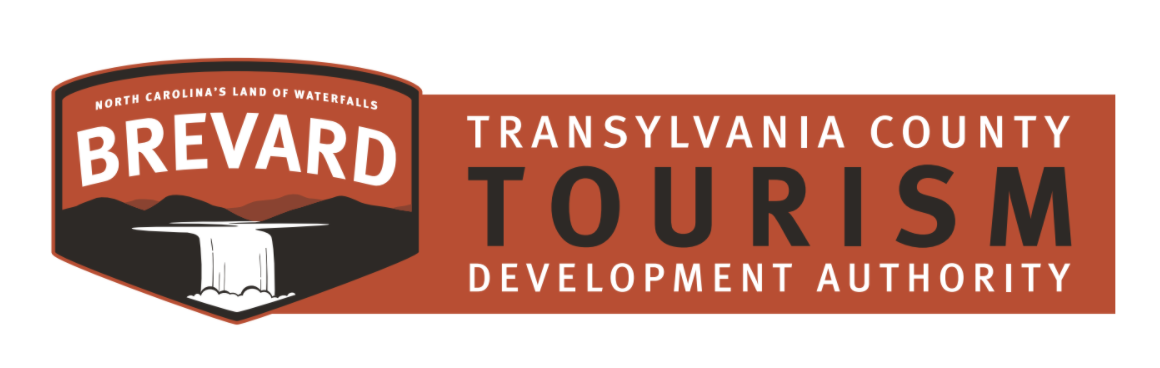 NORTH CAROLINA'S LAND OF WATERFALLS
BREVARD
TRANSYLVANIA COUNTY
TOURISM
DEVELOPMENT AUTHORITY